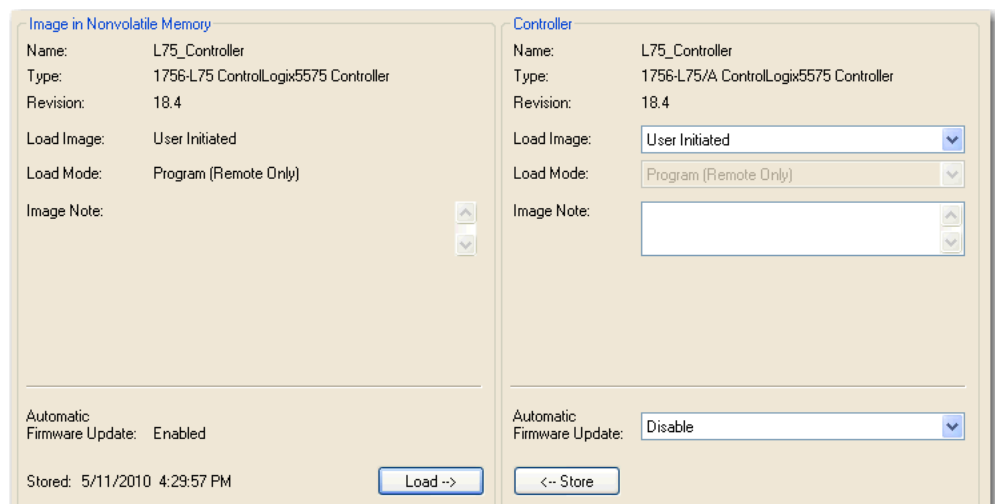 Image in Nonvolatile Memory
Name: L75_Controller
Type: 1756-L75 ControlLogix5575 Controller
Revision: 18.4
Load Image: User Initiated
Load Mode: Program (Remote Only)
Image Note:
Automatic
Firmware Update: Enabled
Stored: 5/11/2010 4:29:57 PM
Load -->
Controller
Name: L75_Controller
Type: 1756-L75/A ControlLogix5575 Controller
Revision: 18.4
Load Image: User Initiated
Load Mode: Program (Remote Only)
Image Note:
Automatic
Firmware Update: Disable
<-- Store